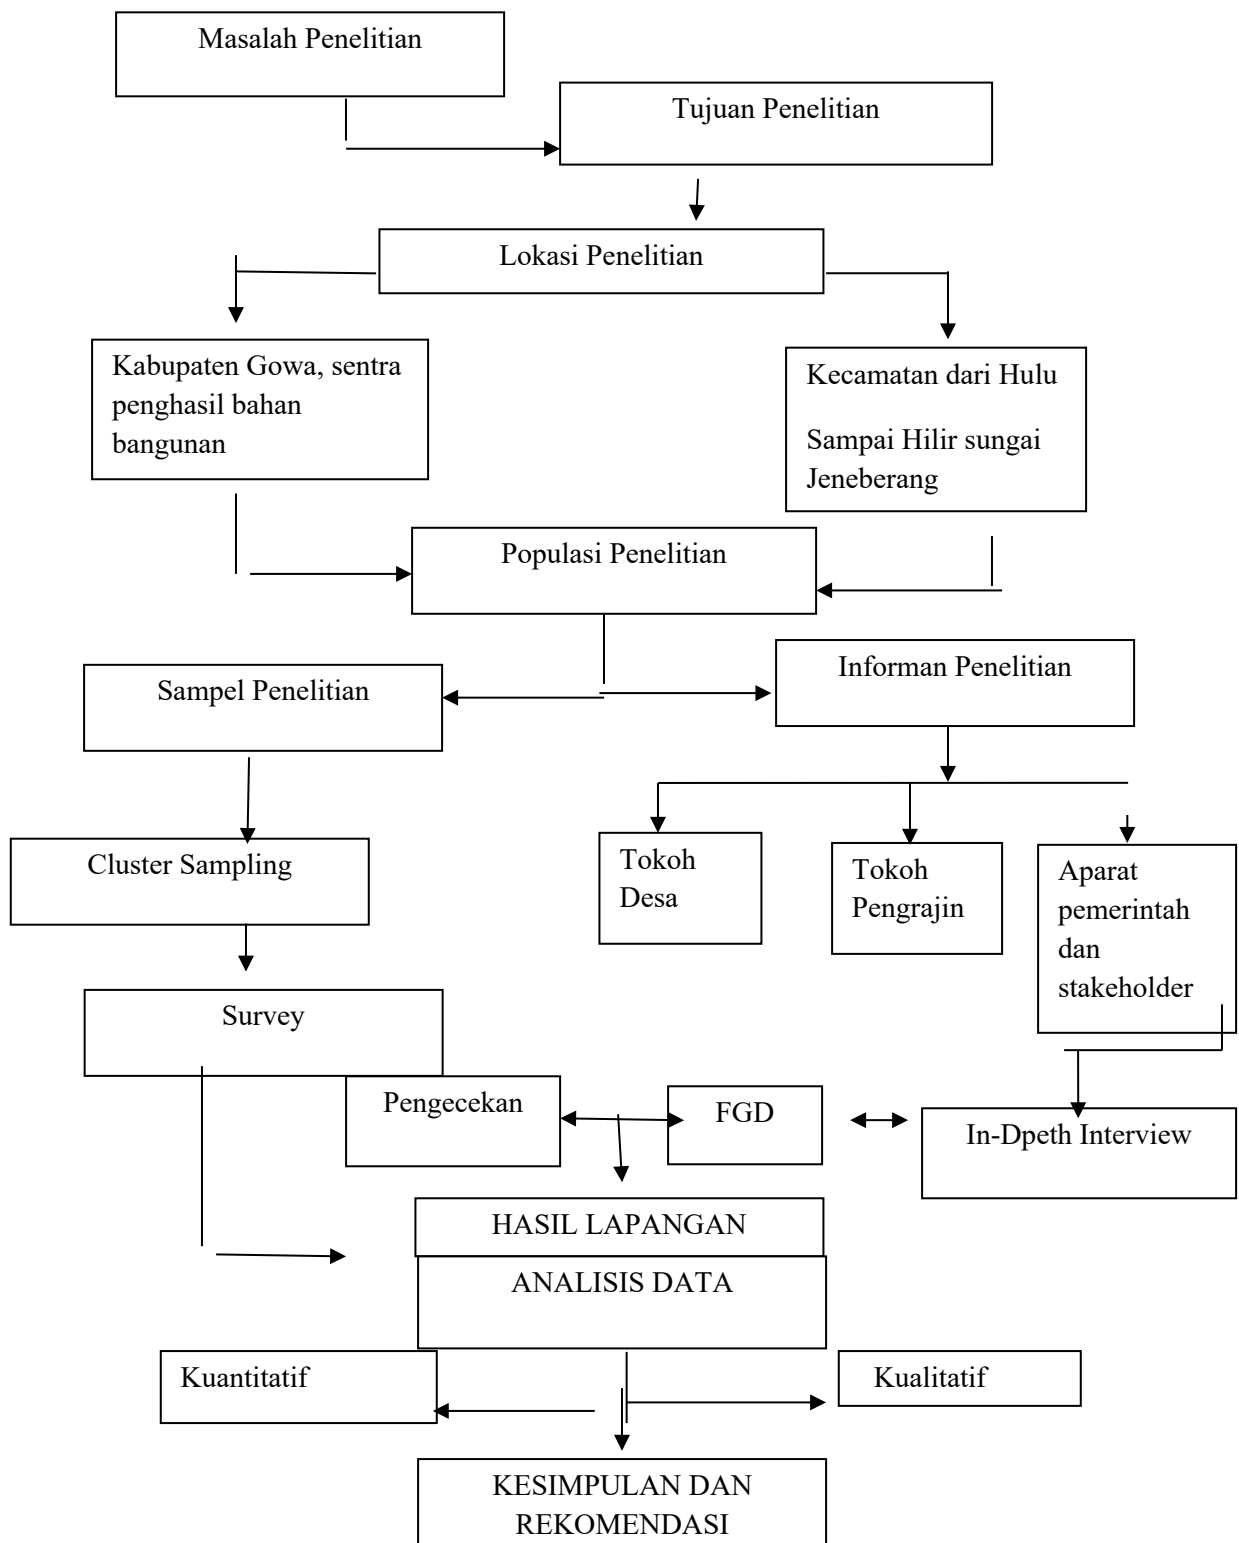 Masalah Penelitian
Tujuan Penelitian
Lokasi Penelitian
Kabupaten Gowa, sentra
penghasil bahan
bangunan
Kecamatan dari Hulu
Sampai Hilir sungai
Jeneberang
Populasi Penelitian
Informan Penelitian
Sampel Penelitian
Cluster Sampling
Tokoh
Desa
Tokoh
Pengrajin
Aparat
pemerintah
dan
stakeholder
Survey
Pengecekan
FGD
In-Dpeth Interview
HASIL LAPANGAN
ANALISIS DATA
Kuantitatif
Kualitatif
KESIMPULAN DAN
REKOMENDASI